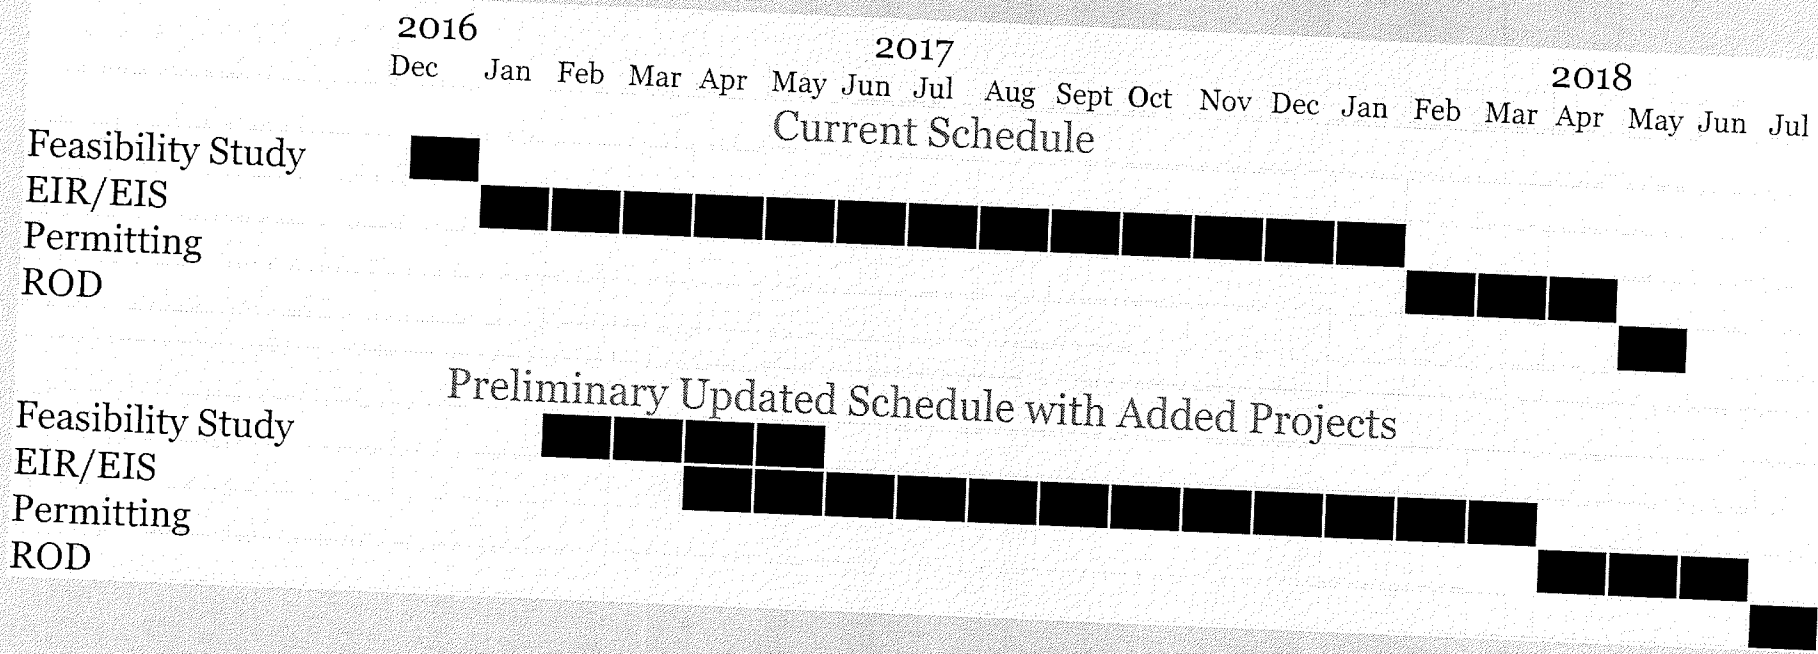 2016 2017 2018
Dec Jan Feb Mar Apr May Jun Jul Aug Sept Oct Nov Dec Jan Feb Mar Apr May Jun Jul
Current Schedule
Feasibility Study
EIR/EIS
Permitting
ROD
Preliminary Updated Schedule with Added Projects
Feasibility Study
EIR/EIS
Permitting
ROD